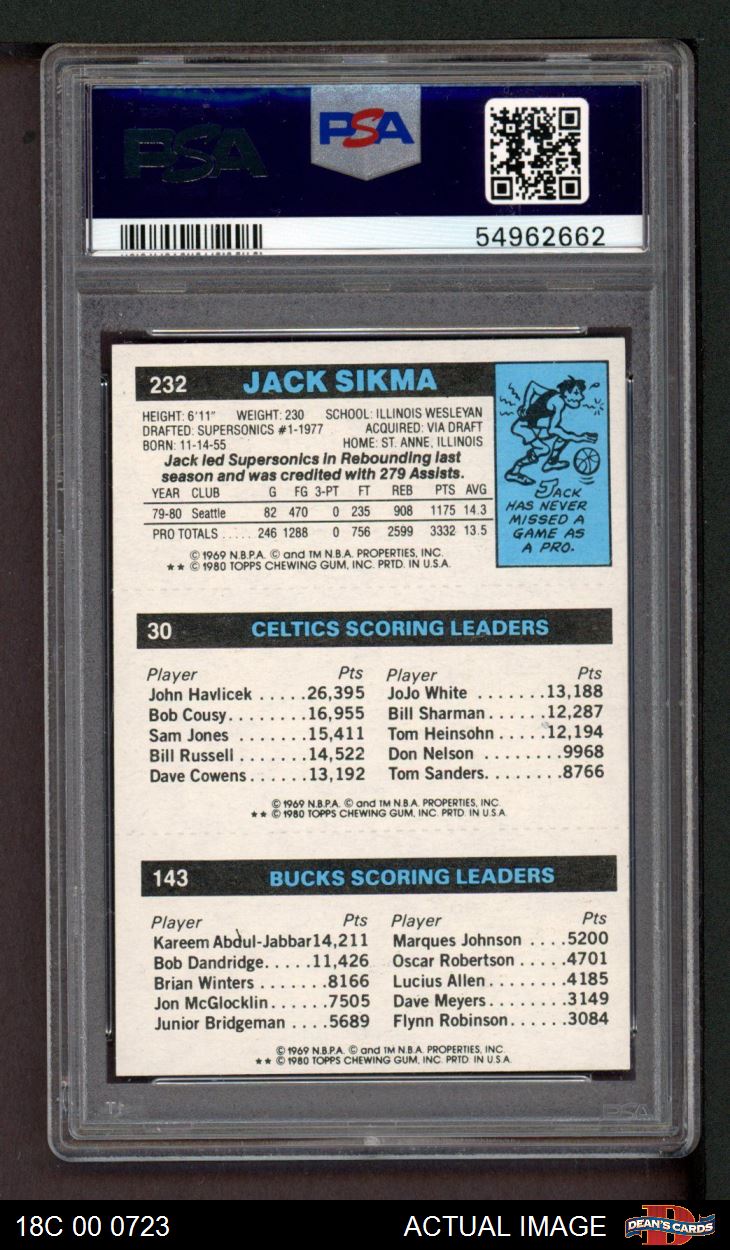 PSA
PSA
54962662
232 JACK SIKMA
HEIGHT: 6'11" WEIGHT: 230 SCHOOL: ILLINOIS WESLEYAN
DRAFTED: SUPERSONICS #1-1977 ACQUIRED: VIA DRAFT
BORN: 11-14-55 HOME: ST. ANNE, ILLINOIS
Jack led Supersonics in Rebounding last
season and was credited with 279 Assists.
YEAR CLUB G FG 3-PT FT REB PTS AVG
79-80 Seattle 82 470 0 235 908 1175 14.3
PRO TOTALS ..... 246 1288 0 756 2599 3332 13.5
© 1969 N.B.P.A. © and TM N.B.A. PROPERTIES, INC.
★★ © 1980 TOPPS CHEWING GUM, INC. PRTD. IN U.S.A.
JACK
HAS NEVER
MISSED A
GAME AS
A PRO.
30 CELTICS SCORING LEADERS
Player Pts Player Pts
John Havlicek .....26,395 JoJo White .......13,188
Bob Cousy........16,955 Bill Sharman......12,287
Sam Jones .......15,411 Tom Heinsohn .....12,194
Bill Russell .......14,522 Don Nelson ........9968
Dave Cowens......13,192 Tom Sanders........8766
© 1969 N.B.P.A. © and TM N.B.A. PROPERTIES, INC.
★★ © 1980 TOPPS CHEWING GUM, INC. PRTD. IN U.S.A.
143 BUCKS SCORING LEADERS
Player Pts Player Pts
Kareem Abdul-Jabbar14,211 Marques Johnson ....5200
Bob Dandridge.....11,426 Oscar Robertson ....4701
Brian Winters .......8166 Lucius Allen.......4185
Jon McGlocklin......7505 Dave Meyers.......3149
Junior Bridgeman ....5689 Flynn Robinson......3084
© 1969 N.B.P.A. © and TM N.B.A. PROPERTIES, INC.
★★ © 1980 TOPPS CHEWING GUM, INC. PRTD. IN U.S.A.
PSA
18C 00 0723 ACTUAL IMAGE DEAN'S CARDS